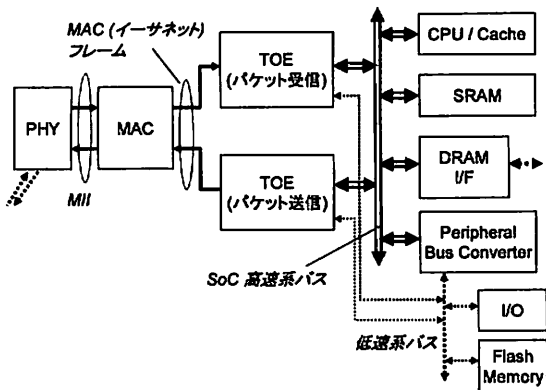 MAC (イーサネット)
フレーム
PHY
MII
MAC
TOE
(パケット受信)
TOE
(パケット送信)
SoC 高速系バス
CPU / Cache
SRAM
DRAM
I/F
Peripheral
Bus Converter
低速系バス
I/O
Flash
Memory